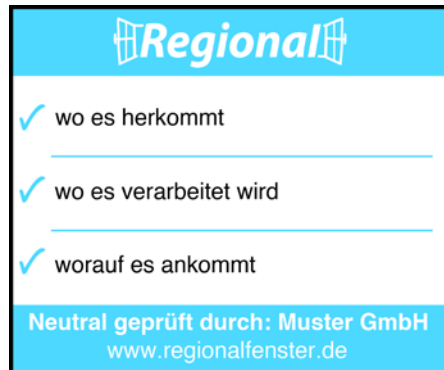 Regional
wo es herkommt
wo es verarbeitet wird
worauf es ankommt
Neutral geprüft durch: Muster GmbH
www.regionalfenster.de